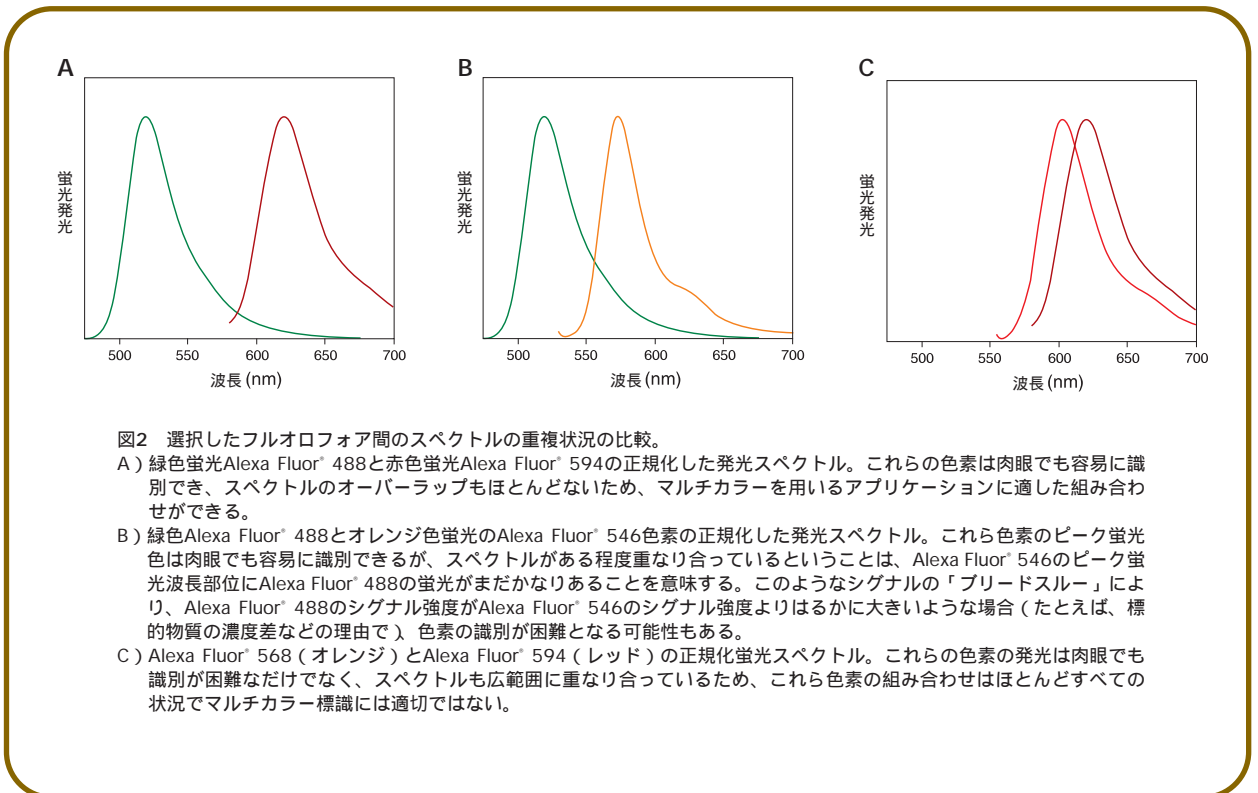 A
蛍光発光
500 550 600 650 700
波長 (nm)
B
蛍光発光
500 550 600 650 700
波長 (nm)
C
蛍光発光
500 550 600 650 700
波長 (nm)
図2 選択したフルオロフォア間のスペクトルの重複状況の比較。
A ) 緑色蛍光Alexa Fluor® 488と赤色蛍光Alexa Fluor® 594の正規化した発光スペクトル。これらの色素は肉眼でも容易に識
別でき、スペクトルのオーバーラップもほとんどないため、マルチカラーを用いるアプリケーションに適した組み合わ
せができる。
B ) 緑色Alexa Fluor® 488とオレンジ色蛍光のAlexa Fluor® 546色素の正規化した発光スペクトル。これら色素のピーク蛍光
色は肉眼でも容易に識別できるが、スペクトルがある程度重なり合っているということは、Alexa Fluor® 546のピーク蛍
光波長部位にAlexa Fluor® 488の蛍光がまだかなりあることを意味する。このようなシグナルの「ブリードスルー」によ
り、Alexa Fluor® 488のシグナル強度がAlexa Fluor® 546のシグナル強度よりはるかに大きいような場合 ( たとえば、標
的物質の濃度差などの理由で )、色素の識別が困難となる可能性もある。
C ) Alexa Fluor® 568 ( オレンジ ) とAlexa Fluor® 594 ( レッド ) の正規化蛍光スペクトル。これらの色素の発光は肉眼でも
識別が困難なだけでなく、スペクトルも広範囲に重なり合っているため、これら色素の組み合わせはほとんどすべての
状況でマルチカラー標識には適切ではない。